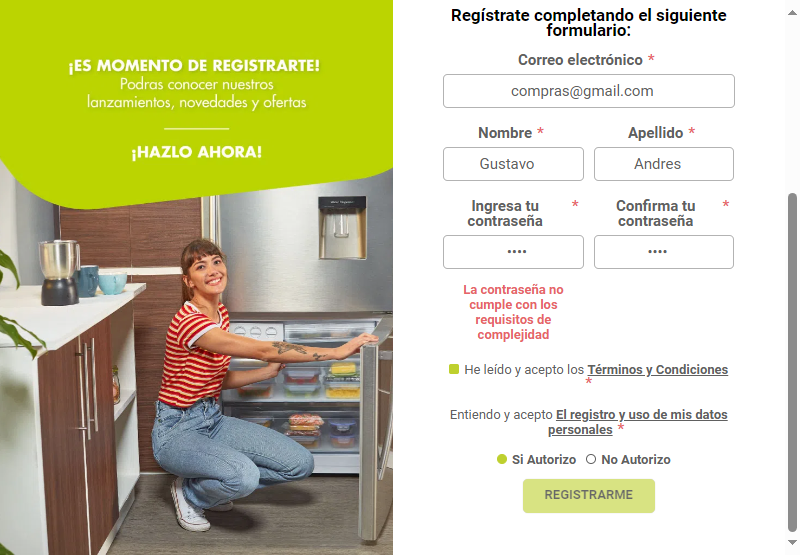 ¡ES MOMENTO DE REGISTRARTE!
Podras conocer nuestros
lanzamientos, novedades y ofertas
¡HAZLO AHORA!
Regístrate completando el siguiente
formulario:
Correo electrónico *
compras@gmail.com
Nombre * Apellido *
Gustavo Andres
Ingresa tu * Confirma tu *
contraseña contraseña
•••• ••••
La contraseña no
cumple con los
requisitos de
complejidad
He leído y acepto los Términos y Condiciones
*
Entiendo y acepto El registro y uso de mis datos
personales *
Si Autorizo No Autorizo
REGISTRARME